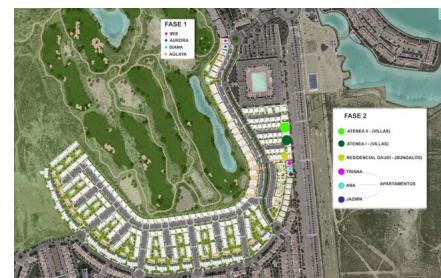 FASE 1
IRIS
AURORA
DIANA
AGLAYA
FASE 2
ATENEA II - (VILLAS)
ATENEA I - (VILLAS)
RESIDENCIAL GAUDÍ - (BUNGALÓS)
TRIANA
ANA
APARTAMENTOS
JAZMÍN